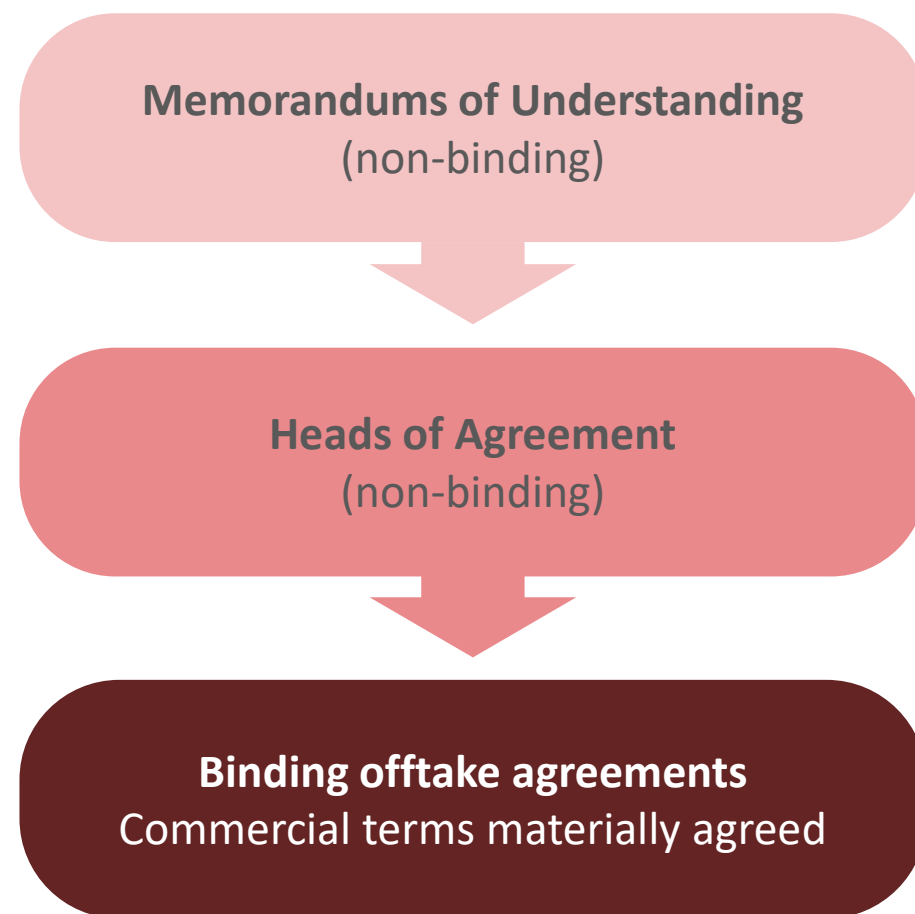 Memorandums of Understanding
(non-binding)
Heads of Agreement
(non-binding)
Binding offtake agreements
Commercial terms materially agreed